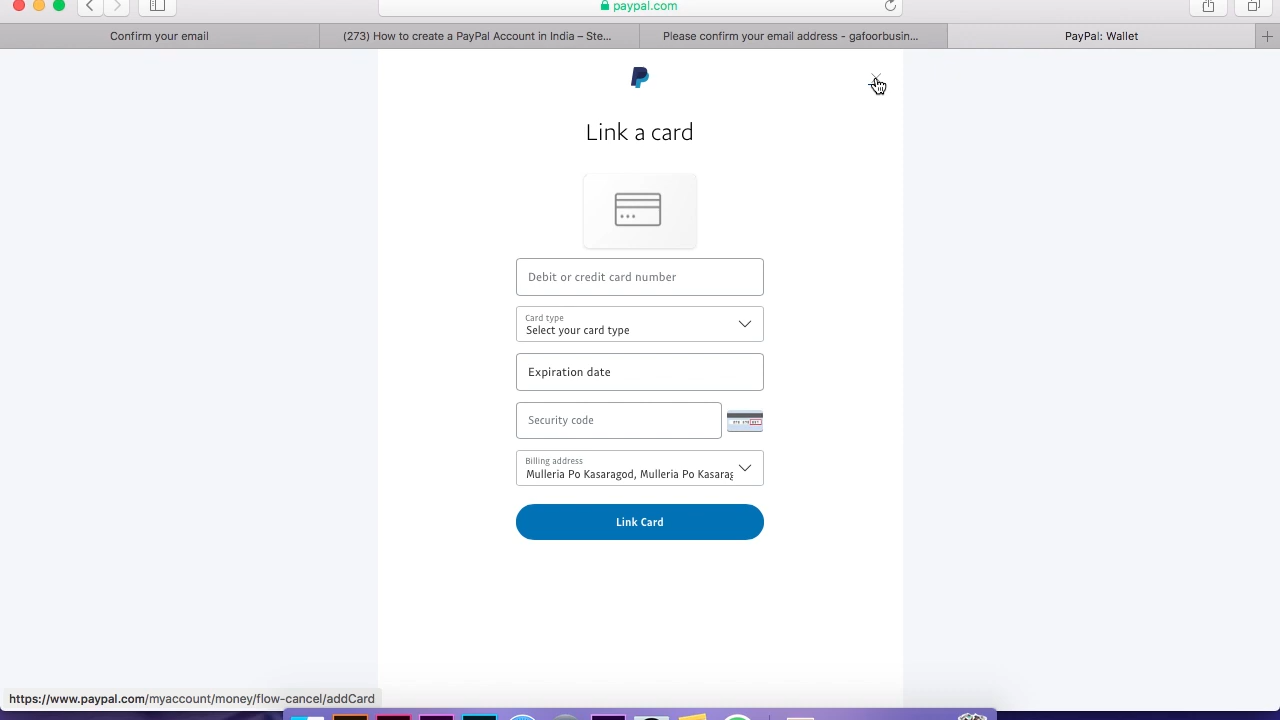 paypal.com
Confirm your email
(273) How to create a PayPal Account in India – Ste...
Please confirm your email address - gafoorbusin...
PayPal: Wallet
Link a card
Debit or credit card number
Card type
Select your card type
Expiration date
Security code
Billing address
Mulleria Po Kasaragod, Mulleria Po Kasarag
Link Card
https://www.paypal.com/myaccount/money/flow-cancel/addCard